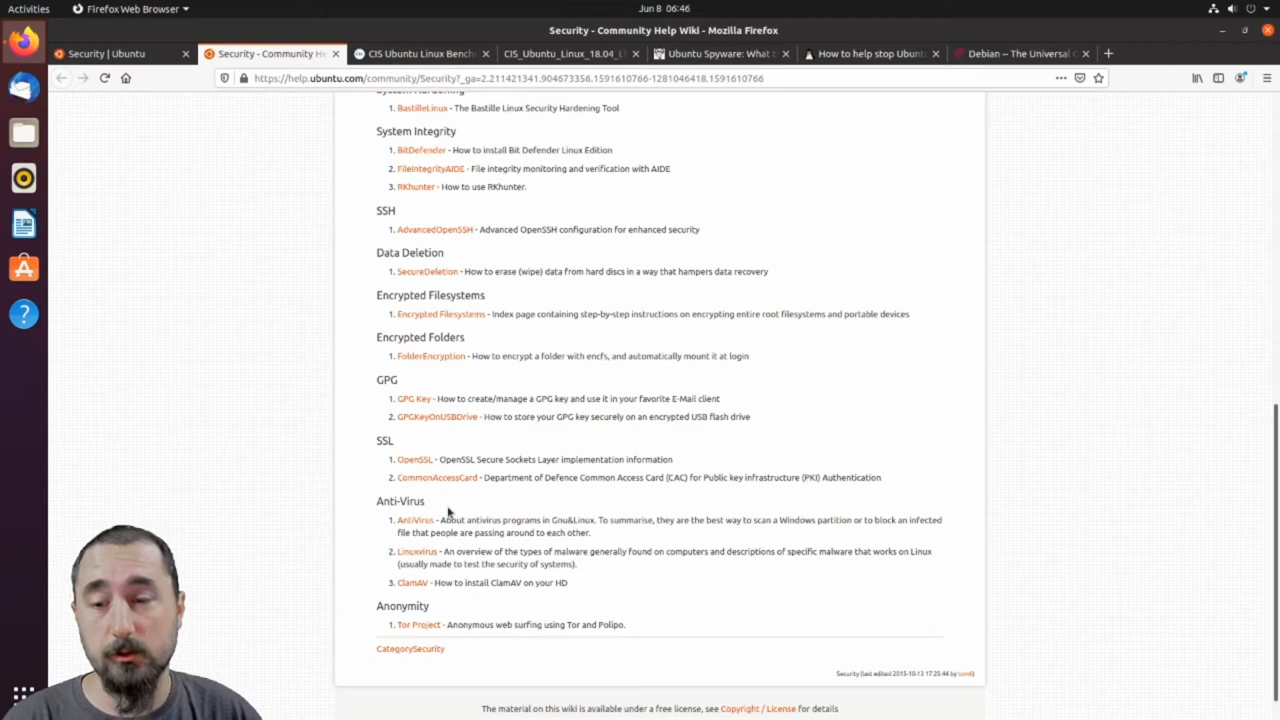 Activities
Firefox Web Browser
Jun 8 06:46
Security - Community Help Wiki - Mozilla Firefox
Security | Ubuntu
Security - Community He
CIS Ubuntu Linux Bench
CIS_Ubuntu_Linux_18.04_LT
Ubuntu Spyware: What t
How to help stop Ubunt
Debian -- The Universal
https://help.ubuntu.com/community/Security?_ga=2.211421341.904673356.1591610766-1281046418.1591610766
System Hardening
1. BastilleLinux - The Bastille Linux Security Hardening Tool
System Integrity
1. BitDefender - How to install Bit Defender Linux Edition
2. FileIntegrityAIDE - File integrity monitoring and verification with AIDE
3. RKhunter - How to use RKhunter.
SSH
1. AdvancedOpenSSH - Advanced OpenSSH configuration for enhanced security
Data Deletion
1. SecureDeletion - How to erase (wipe) data from hard discs in a way that hampers data recovery
Encrypted Filesystems
1. Encrypted Filesystems - Index page containing step-by-step instructions on encrypting entire root filesystems and portable devices
Encrypted Folders
1. FolderEncryption - How to encrypt a folder with encfs, and automatically mount it at login
GPG
1. GPG Key - How to create/manage a GPG key and use it in your favorite E-Mail client
2. GPGKeyOnUSBDrive - How to store your GPG key securely on an encrypted USB flash drive
SSL
1. OpenSSL - OpenSSL Secure Sockets Layer implementation information
2. CommonAccessCard - Department of Defence Common Access Card (CAC) for Public key infrastructure (PKI) Authentication
Anti-Virus
1. AntiVirus - About antivirus programs in Gnu&Linux. To summarise, they are the best way to scan a Windows partition or to block an infected
file that people are passing around to each other.
2. Linuxvirus - An overview of the types of malware generally found on computers and descriptions of specific malware that works on Linux
(usually made to test the security of systems).
3. ClamAV - How to install ClamAV on your HD
Anonymity
1. Tor Project - Anonymous web surfing using Tor and Polipo.
CategorySecurity
Security (last edited 2015-10-13 17:25:44 by
The material on this wiki is available under a free license, see Copyright / License for details